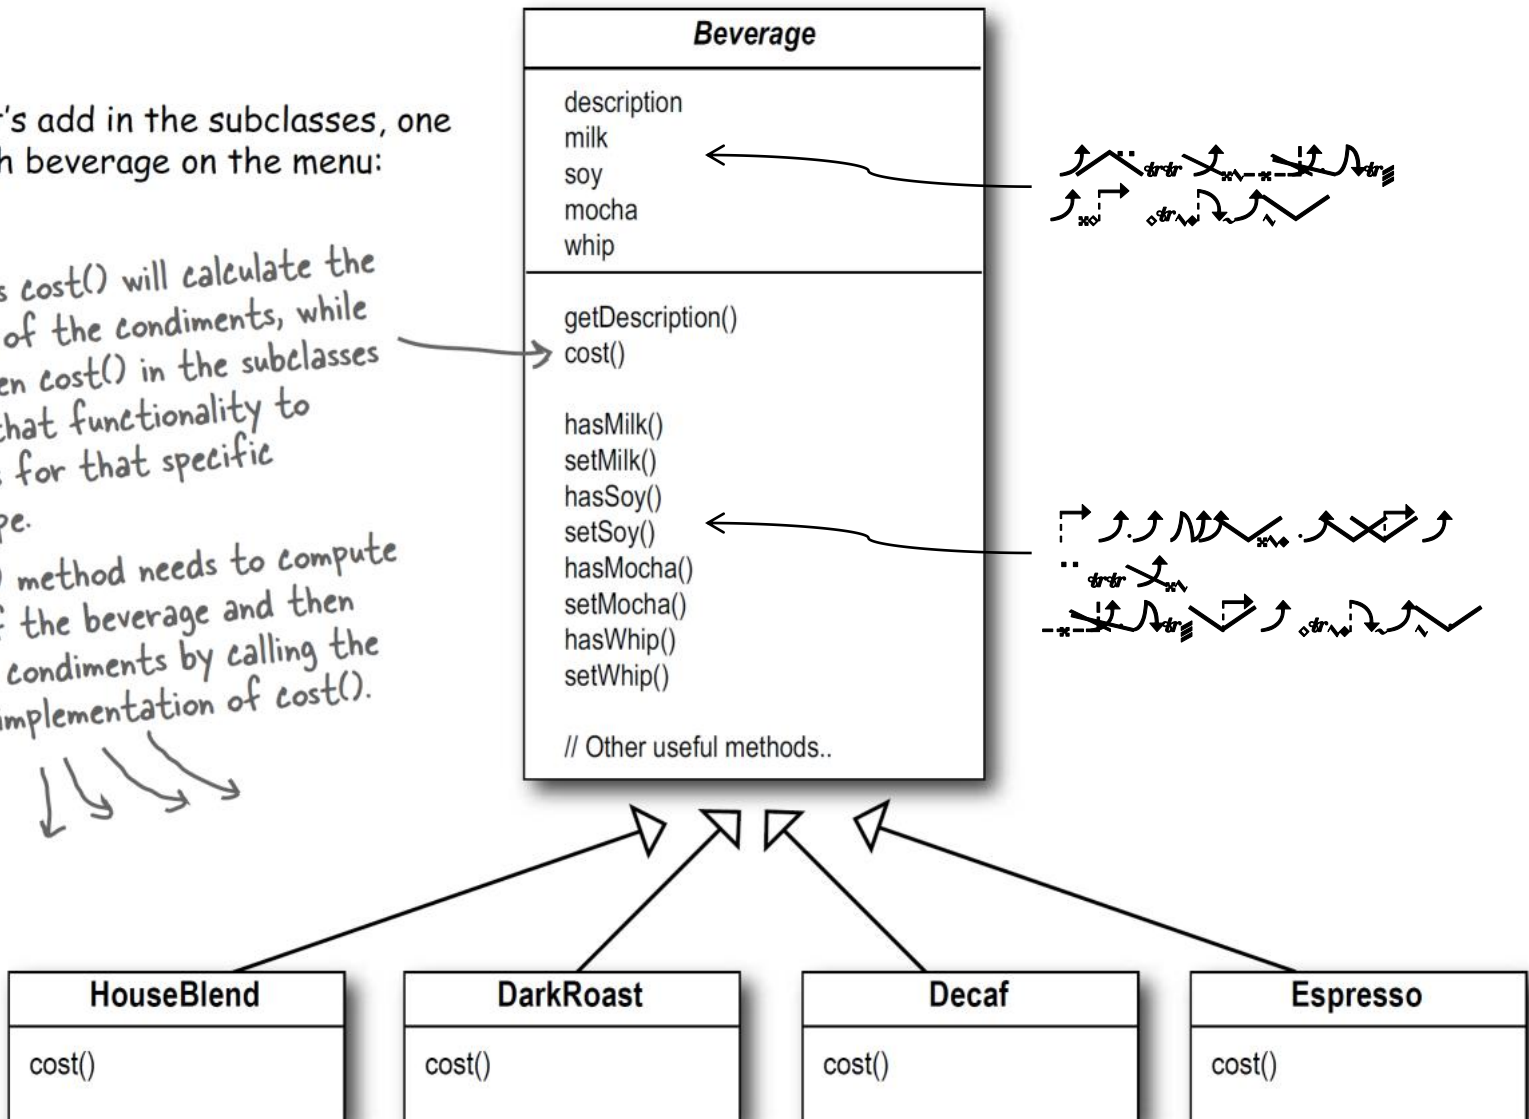 's add in the subclasses, one
h beverage on the menu:
s cost() will calculate the
of the condiments, while
en cost() in the subclasses
that functionality to
s for that specific
pe.
) method needs to compute
f the beverage and then
condiments by calling the
implementation of cost().
Beverage
description
milk
soy
mocha
whip
getDescription()
cost()
hasMilk()
setMilk()
hasSoy()
setSoy()
hasMocha()
setMocha()
hasWhip()
setWhip()
// Other useful methods..
HouseBlend
cost()
DarkRoast
cost()
Decaf
cost()
Espresso
cost()